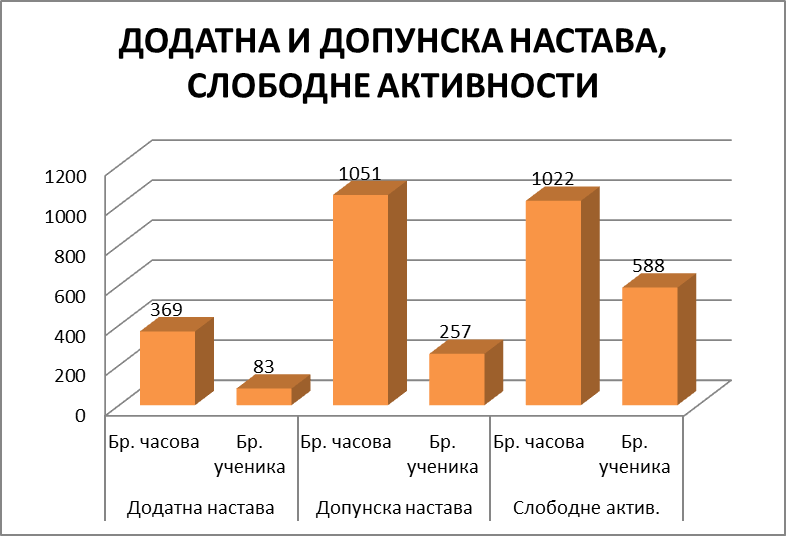 ДОДАТНА И ДОПУНСКА НАСТАВА,
СЛОБОДНЕ АКТИВНОСТИ
1200
1000
800
600
400
200
0
369
83
1051
257
1022
588
Бр. часова
Бр.
ученика
Бр. часова
Бр.
ученика
Бр. часова
Бр.
ученика
Додатна настава
Допунска настава
Слободне актив.